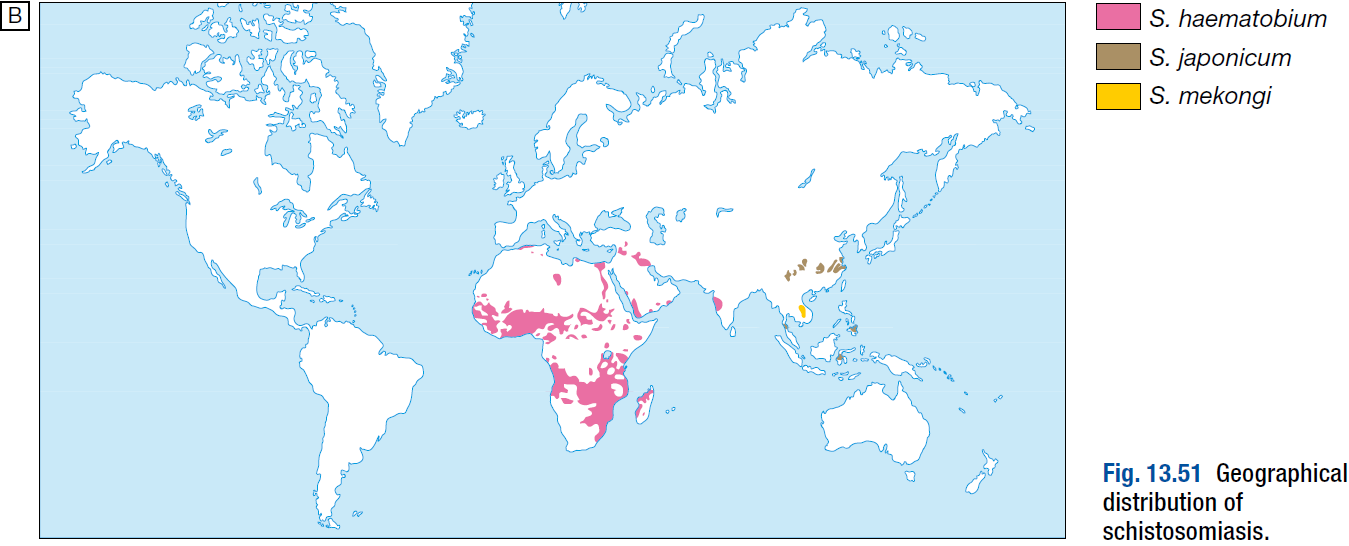 B
S. haematobium
S. japonicum
S. mekongi
Fig. 13.51 Geographical
distribution of
schistosomiasis.